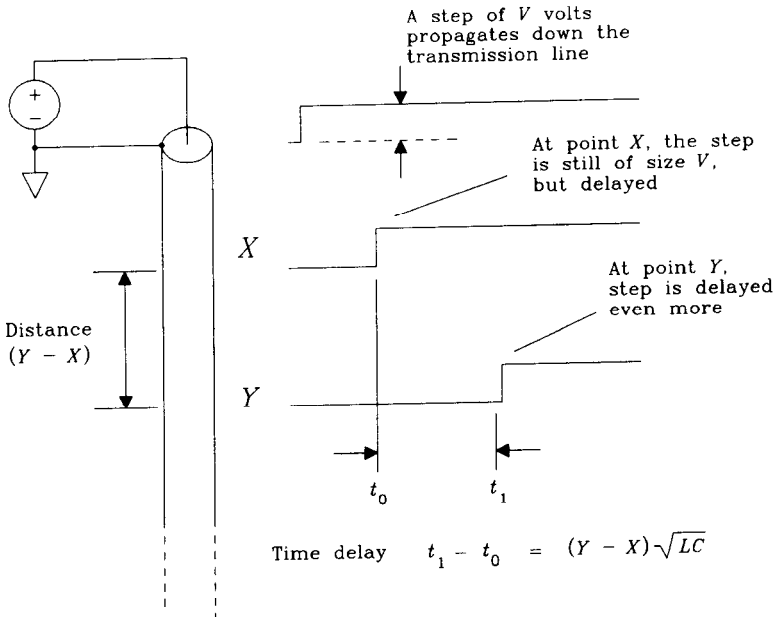 A step of V volts
propagates down the
transmission line
+
−
At point X, the step
is still of size V,
but delayed
X
At point Y,
step is delayed
even more
Distance
(Y − X)
Y
t₀
t₁
Time delay t₁ − t₀ = (Y − X)√LC